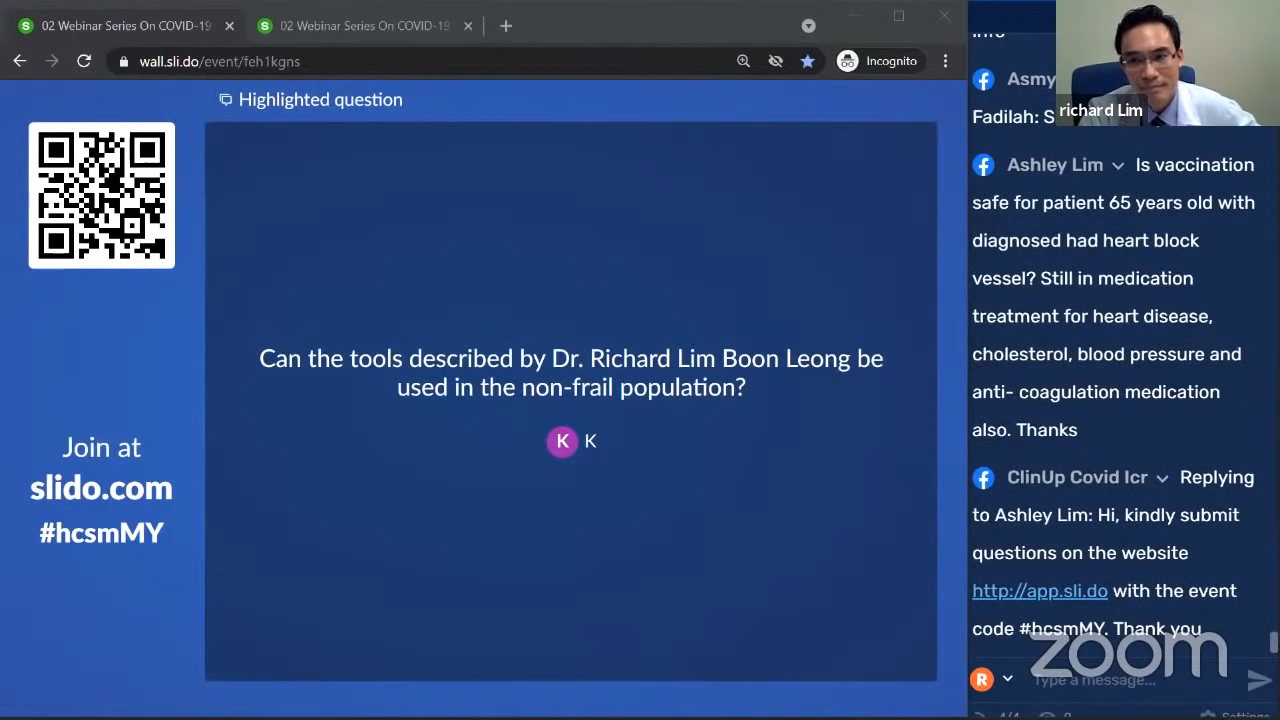 02 Webinar Series On COVID-19
02 Webinar Series On COVID-19
wall.sli.do/event/feh1kgns
Incognito
Highlighted question
Can the tools described by Dr. Richard Lim Boon Leong be
used in the non-frail population?
K K
Join at
slido.com
#hcsmMY
richard Lim
Asmy
Fadilah: S
Ashley Lim Is vaccination
safe for patient 65 years old with
diagnosed had heart block
vessel? Still in medication
treatment for heart disease,
cholesterol, blood pressure and
anti- coagulation medication
also. Thanks
ClinUp Covid Icr Replying
to Ashley Lim: Hi, kindly submit
questions on the website
http://app.sli.do with the event
code #hcsmMY. Thank you
zoom
R Type a message...